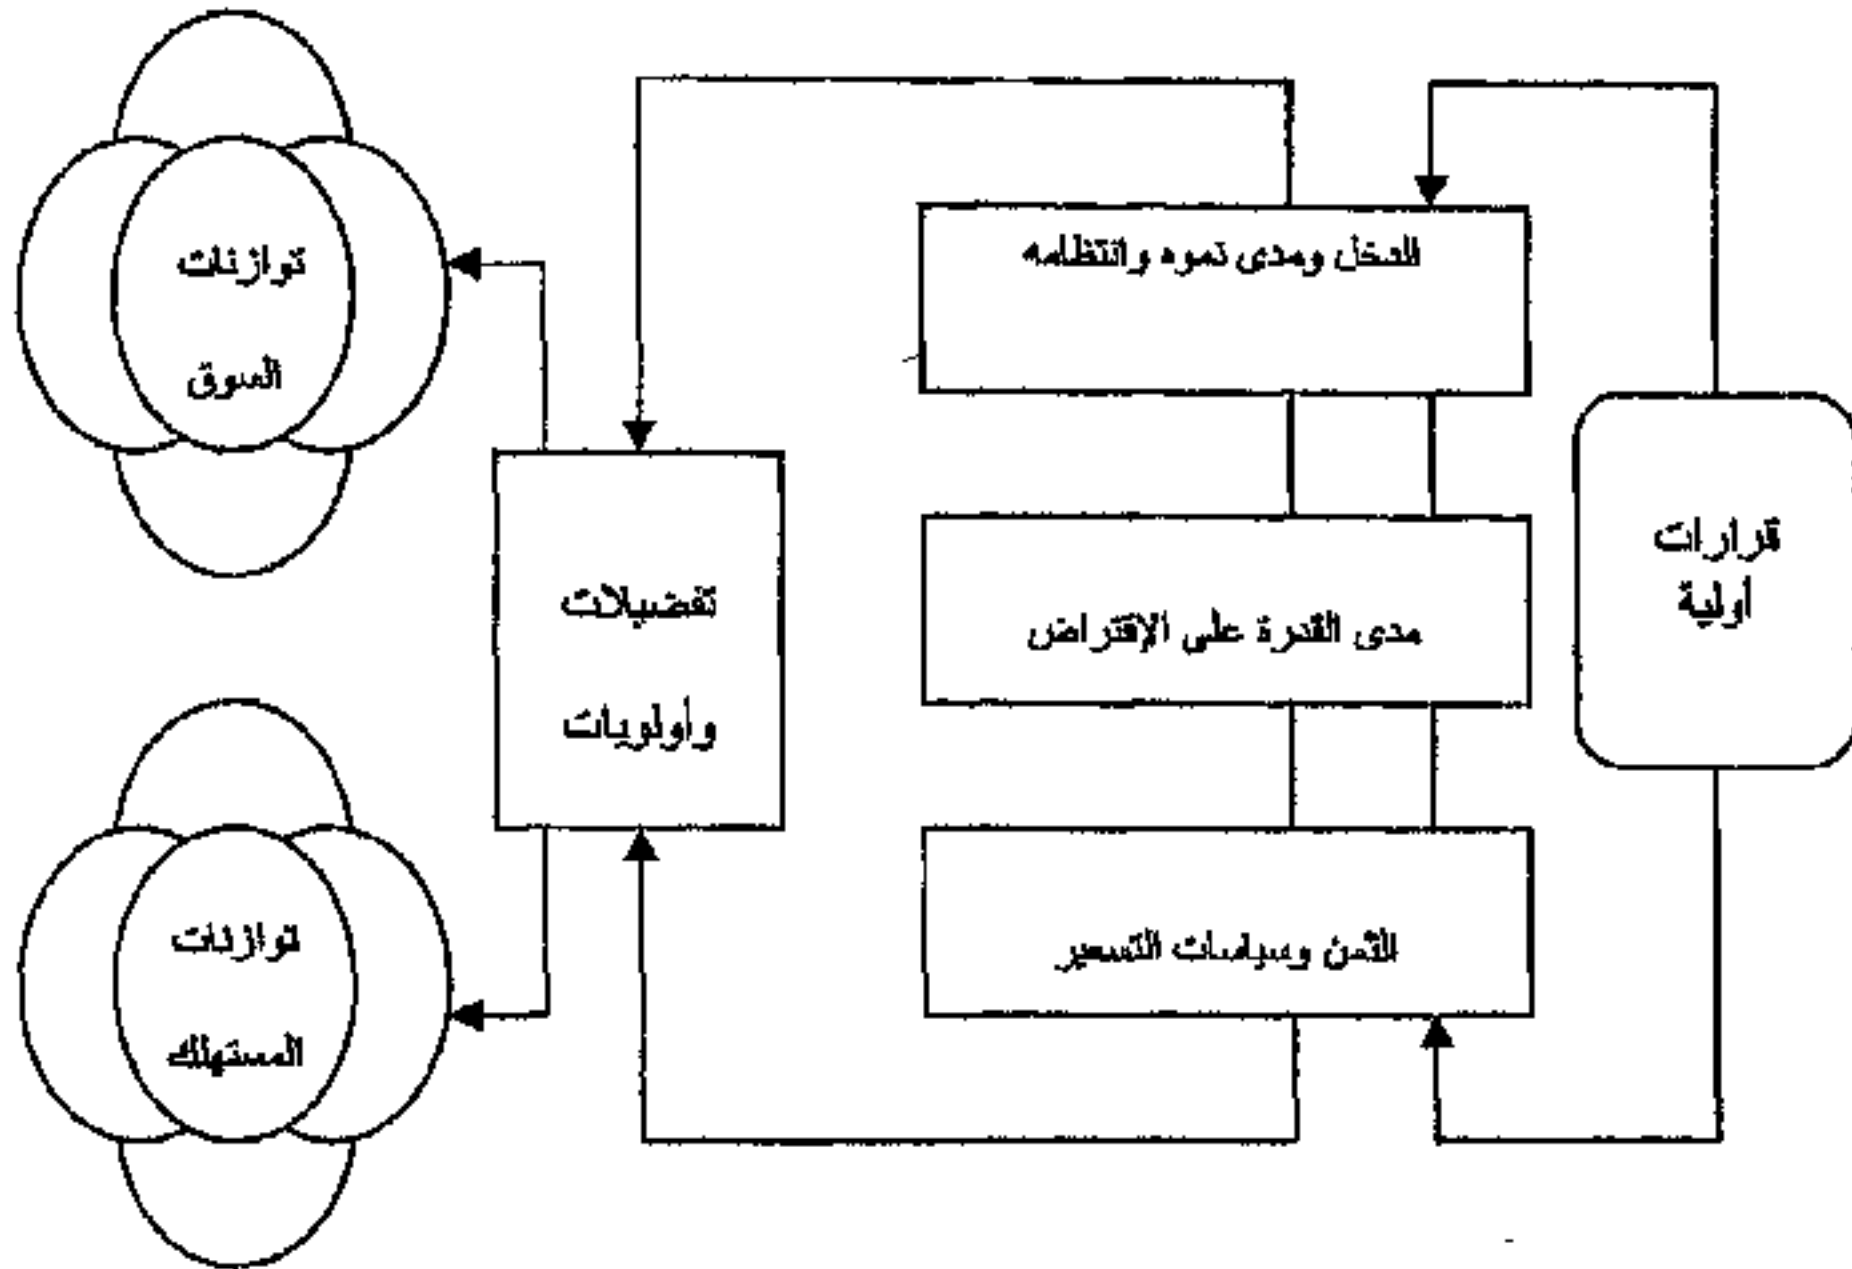 قرارات
أولية
الدخل ومدى نموه وانتظامه
مدى القدرة على الإقتراض
الثمن وسياسات التسعير
تفضيلات
وأولويات
توازنات
السوق
توازنات
المستهلك